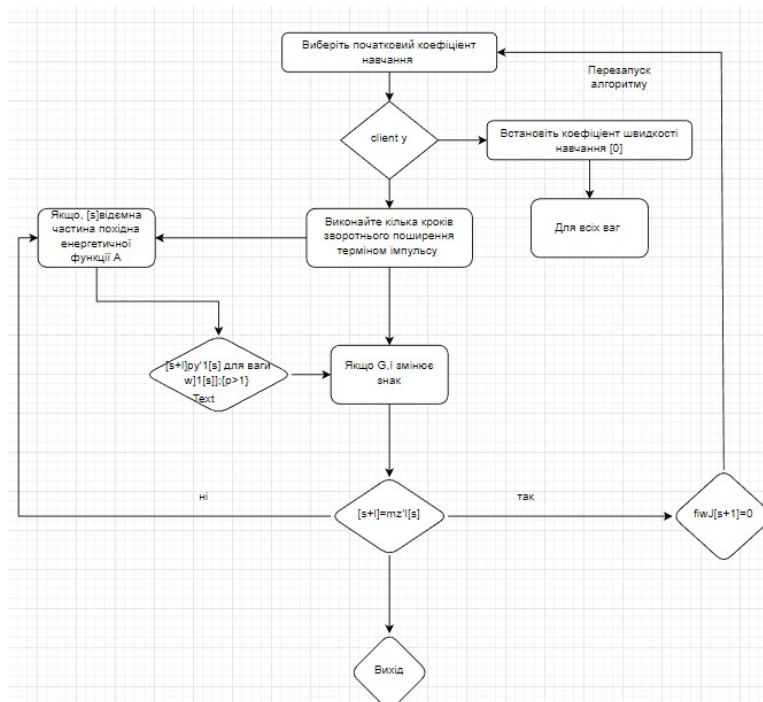 Виберіть початковий коефіцієнт
навчання
Перезапуск
алгоритму
client y
Встановіть коефіцієнт швидкості
навчання [0]
Якщо, [s]відємна
частина похідна
енергетичної
функції А
Виконайте кілька кроків
зворотнього поширення
терміном імпульсу
Для всіх ваг
[s+l]py'1[s] для ваги
w]1[s]];{p>1}
Text
Якщо G,l змінює
знак
ні
[s+l]=mz'l[s]
так
fiwJ[s+1]=0
Вихід